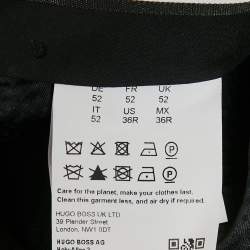 DE FR UK
52 52 52
IT US MX
52 36R 36R
Care for the planet, make your clothes last.
Clean this garment less, and air dry if required.
HUGO BOSS UK LTD
39 Plender Street
London, NW1 0DT
HUGO BOSS AG